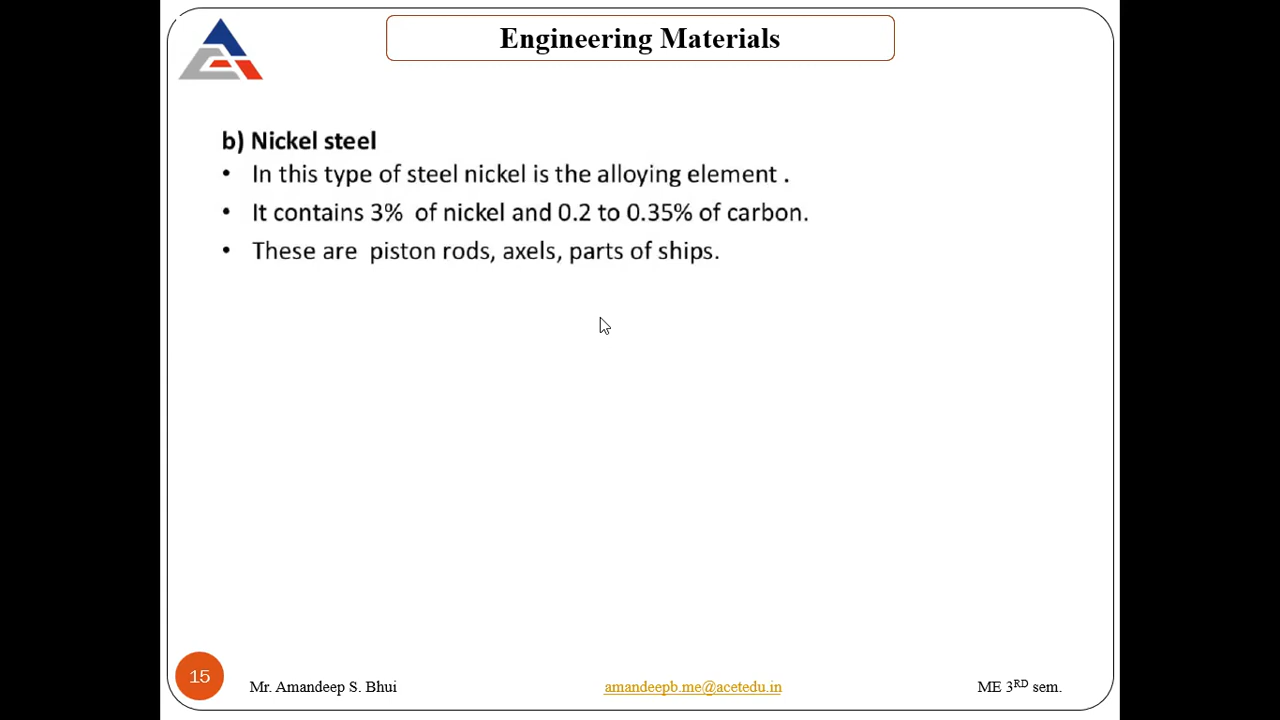 Engineering Materials
b) Nickel steel
• In this type of steel nickel is the alloying element .
• It contains 3% of nickel and 0.2 to 0.35% of carbon.
• These are piston rods, axels, parts of ships.
15
Mr. Amandeep S. Bhui
amandeepb.me@acetedu.in
ME 3RD sem.